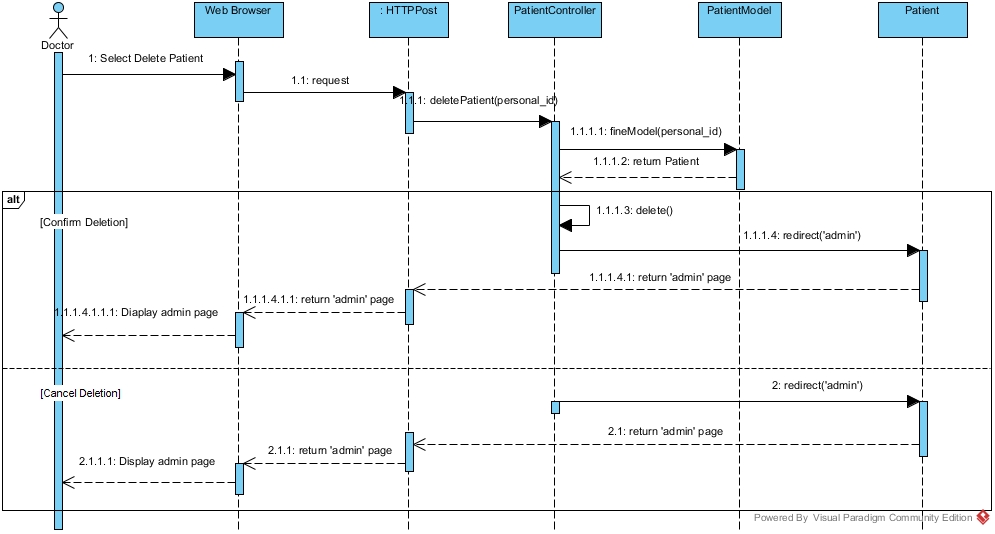 Web Browser
: HTTPPost
PatientController
PatientModel
Patient
Doctor
1: Select Delete Patient
1.1: request
1.1.1: deletePatient(personal_id)
1.1.1.1: fineModel(personal_id)
1.1.1.2: return Patient
alt
[Confirm Deletion]
1.1.1.3: delete()
1.1.1.4: redirect('admin')
1.1.1.4.1: return 'admin' page
1.1.1.4.1.1: return 'admin' page
1.1.1.4.1.1.1: Diaplay admin page
[Cancel Deletion]
2: redirect('admin')
2.1: return 'admin' page
2.1.1: return 'admin' page
2.1.1.1: Display admin page
Powered By Visual Paradigm Community Edition